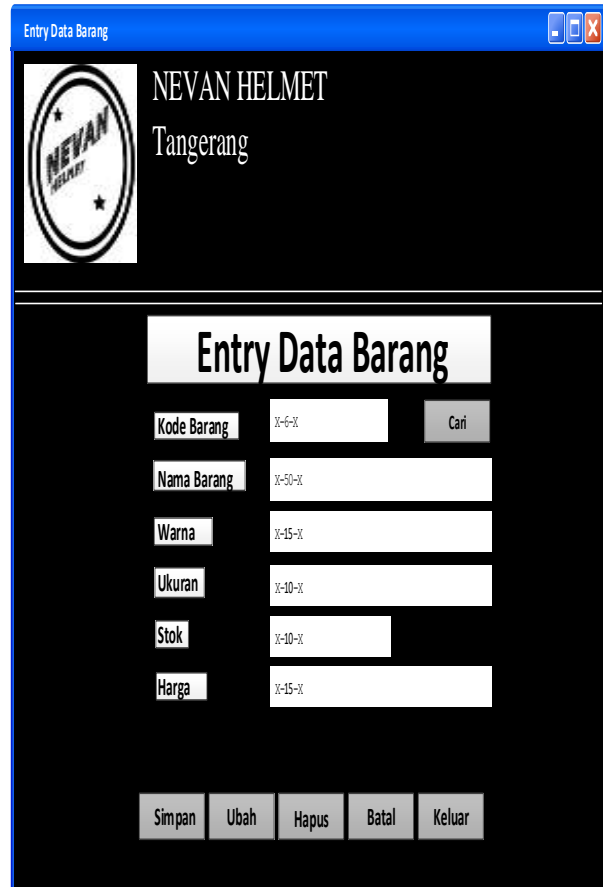 Entry Data Barang
NEVAN HELMET
Tangerang
NEVAN
HELMET
Entry Data Barang
Kode Barang X-6-X Cari
Nama Barang X-50-X
Warna X-15-X
Ukuran X-10-X
Stok X-10-X
Harga X-15-X
Simpan Ubah Hapus Batal Keluar